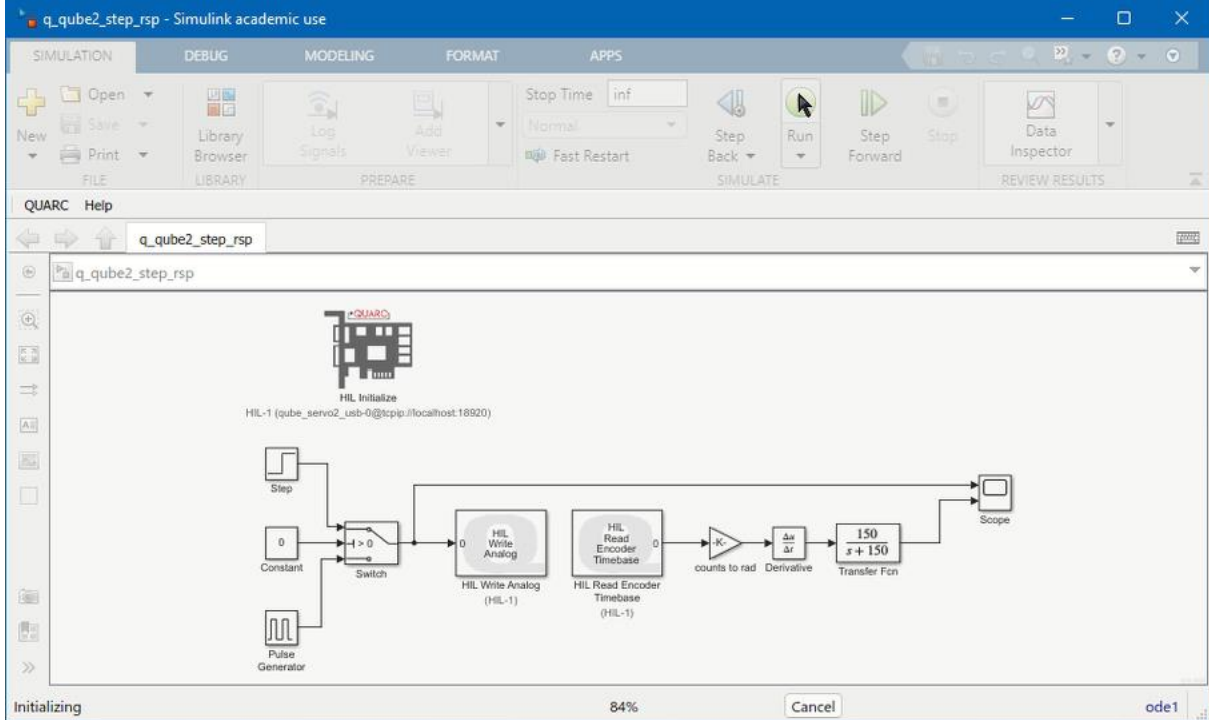 q_qube2_step_rsp - Simulink academic use
SIMULATION DEBUG MODELING FORMAT APPS
New
Open
Save
Print
FILE
Library
Browser
LIBRARY
Log
Signals
Add
Viewer
PREPARE
Stop Time inf
Normal
Fast Restart
Step
Back
Run
Step
Forward
Stop
SIMULATE
Data
Inspector
REVIEW RESULTS
QUARC Help
q_qube2_step_rsp
q_qube2_step_rsp
QUARC
HIL Initialize
HIL-1 (qube_servo2_usb-0@tcpip://localhost:18920)
Step
0
Constant
Pulse
Generator
> 0
Switch
0
HIL
Write
Analog
HIL Write Analog
(HIL-1)
HIL
Read
Encoder
Timebase
0
HIL Read Encoder
Timebase
(HIL-1)
-K-
counts to rad
Δu
Δt
Derivative
150
s + 150
Transfer Fcn
Scope
Initializing 84% Cancel ode1